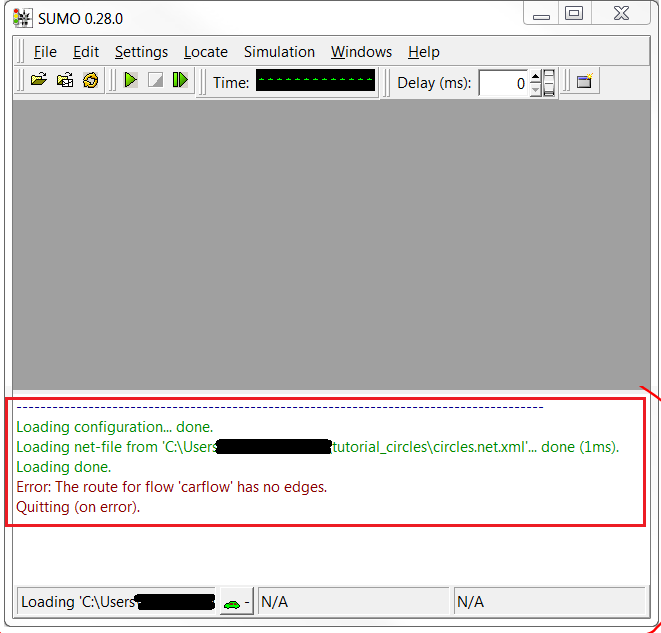 SUMO 0.28.0
File Edit Settings Locate Simulation Windows Help
Time: Delay (ms): 0
--------------------------------------------------------------------------------
Loading configuration... done.
Loading net-file from 'C:\Users tutorial_circles\circles.net.xml'... done (1ms).
Loading done.
Error: The route for flow 'carflow' has no edges.
Quitting (on error).
Loading 'C:\Users - N/A N/A